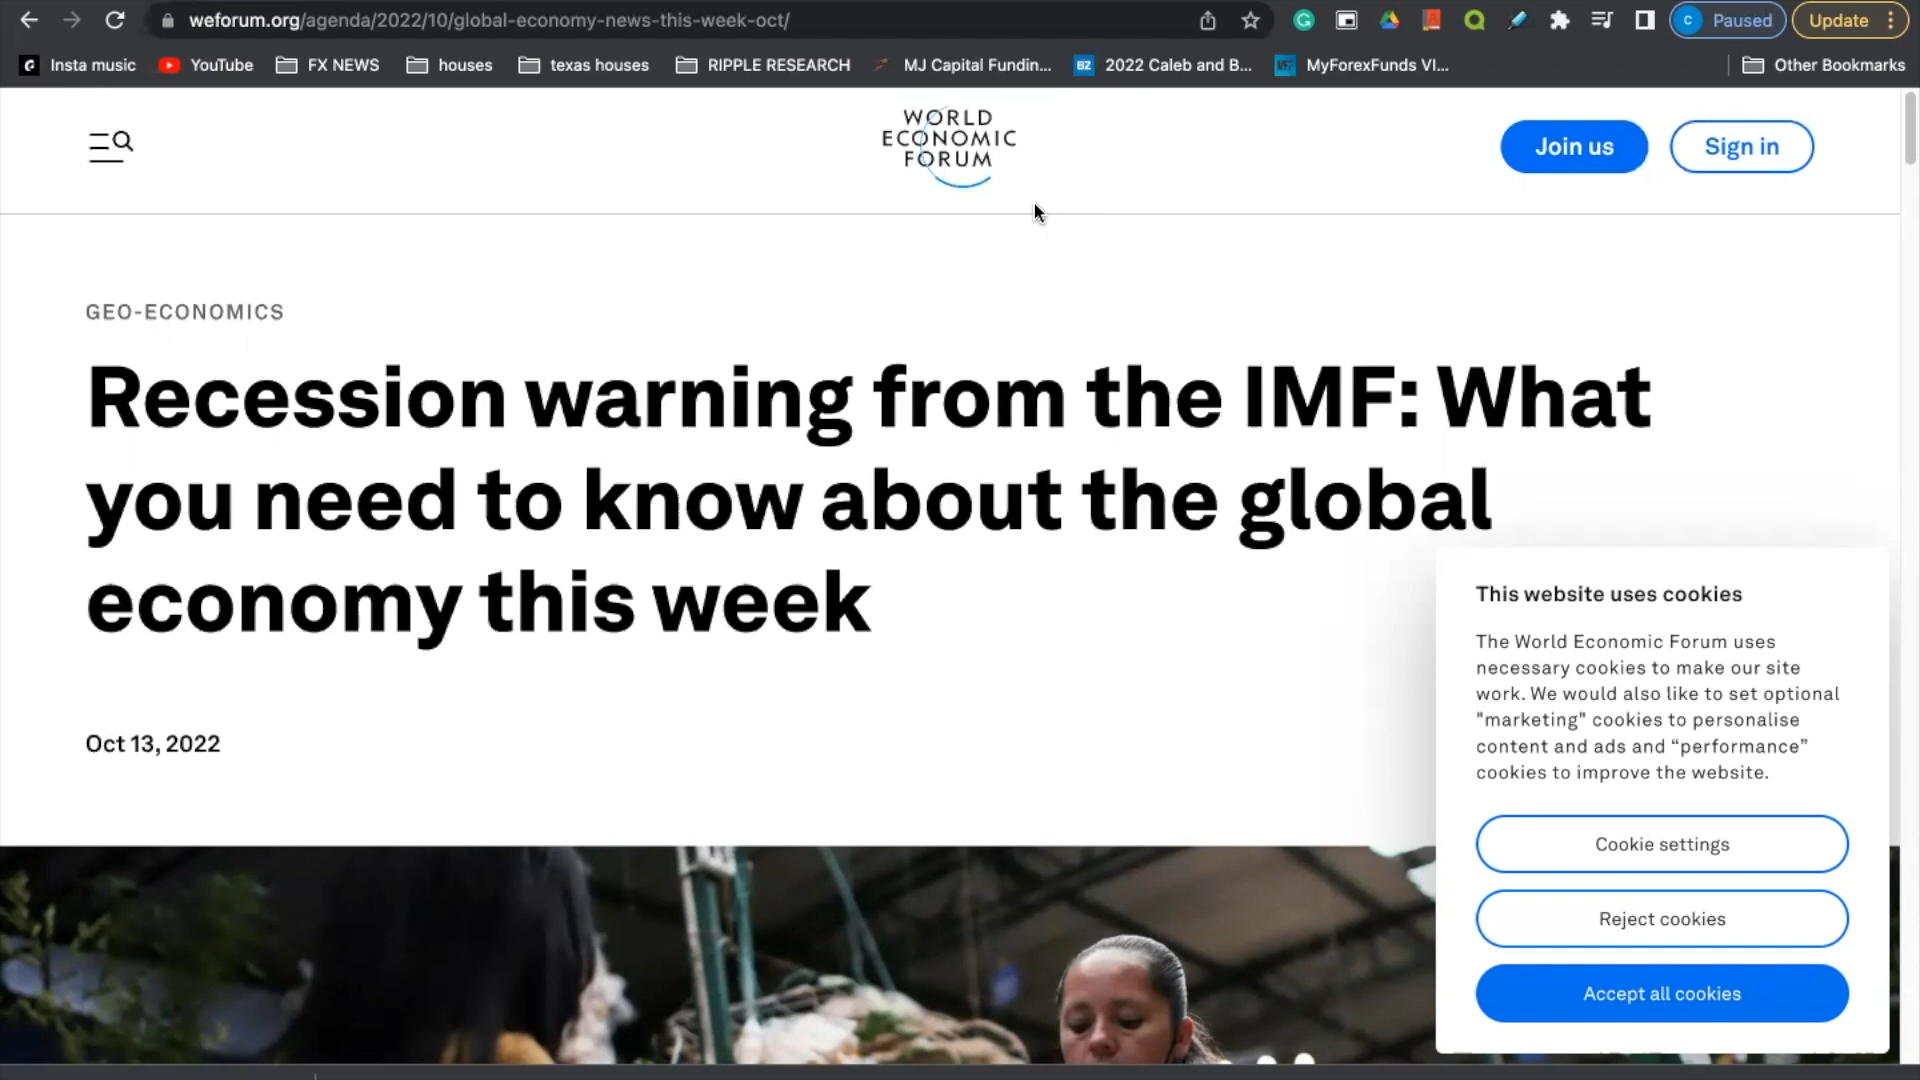 weforum.org/agenda/2022/10/global-economy-news-this-week-oct/
C Paused
Update
Insta music
YouTube
FX NEWS
houses
texas houses
RIPPLE RESEARCH
MJ Capital Fundin...
BZ 2022 Caleb and B...
MyForexFunds VI...
Other Bookmarks
WORLD
ECONOMIC
FORUM
Join us
Sign in
GEO-ECONOMICS
Recession warning from the IMF: What
you need to know about the global
economy this week
Oct 13, 2022
This website uses cookies
The World Economic Forum uses
necessary cookies to make our site
work. We would also like to set optional
"marketing" cookies to personalise
content and ads and “performance”
cookies to improve the website.
Cookie settings
Reject cookies
Accept all cookies